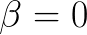 β = 0